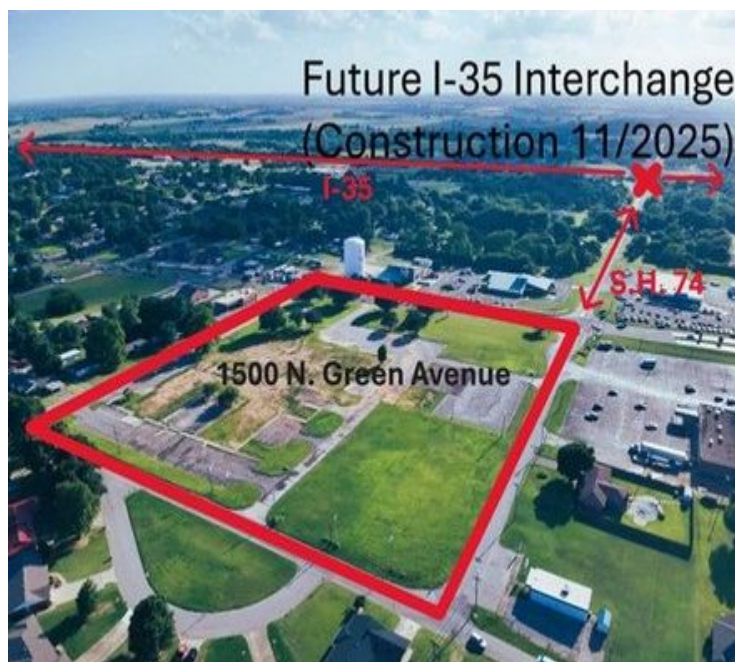 Future I-35 Interchange
(Construction 11/2025)
I-35
S.H. 74
1500 N. Green Avenue